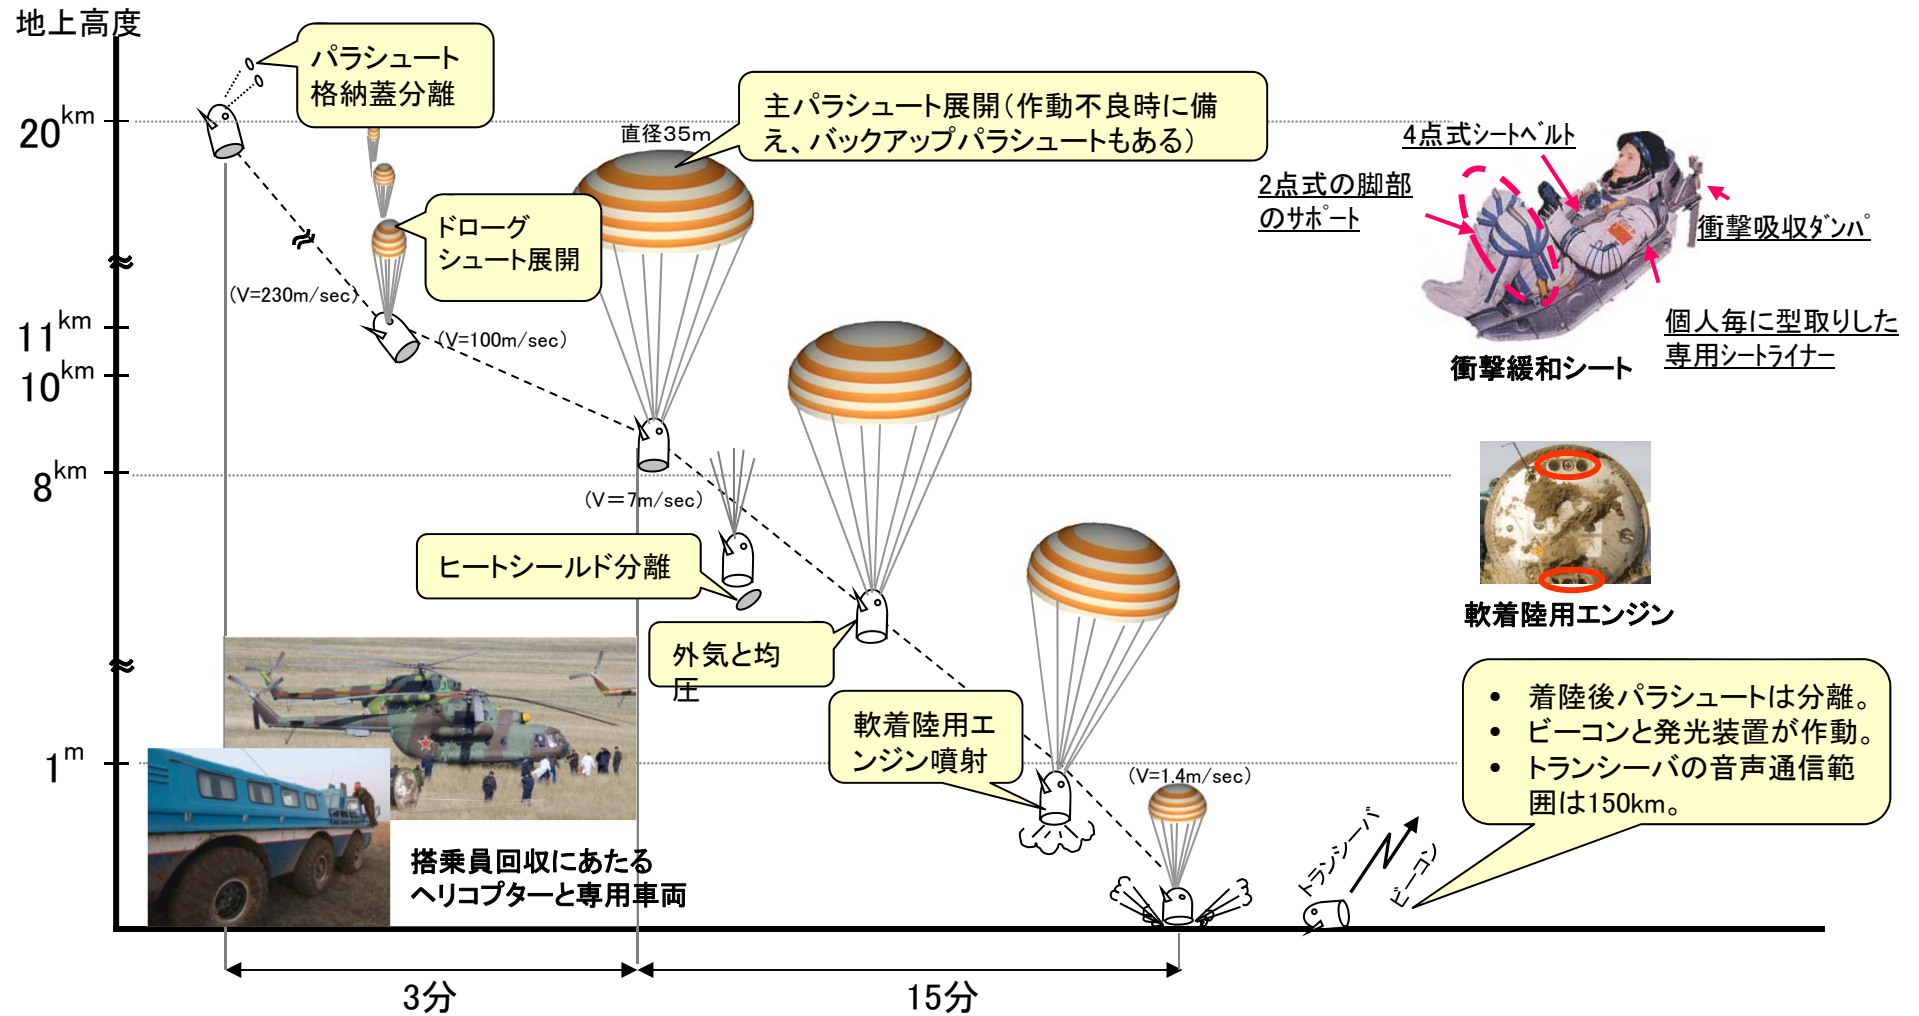 地上高度
パラシュート
格納蓋分離
20km
直径35m
主パラシュート展開(作動不良時に備
え、バックアップパラシュートもある)
4点式シートベルト
2点式の脚部
のサポート
衝撃吸収ダンパ
個人毎に型取りした
専用シートライナー
衝撃緩和シート
ドローグ
シュート展開
(V=230m/sec)
11km
(V=100m/sec)
10km
8km
(V=7m/sec)
ヒートシールド分離
軟着陸用エンジン
外気と均
圧
軟着陸用エ
ンジン噴射
1m
(V=1.4m/sec)
• 着陸後パラシュートは分離。
• ビーコンと発光装置が作動。
• トランシーバの音声通信範
囲は150km。
搭乗員回収にあたる
ヘリコプターと専用車両
トランシーバ
ビーコン
3分
15分